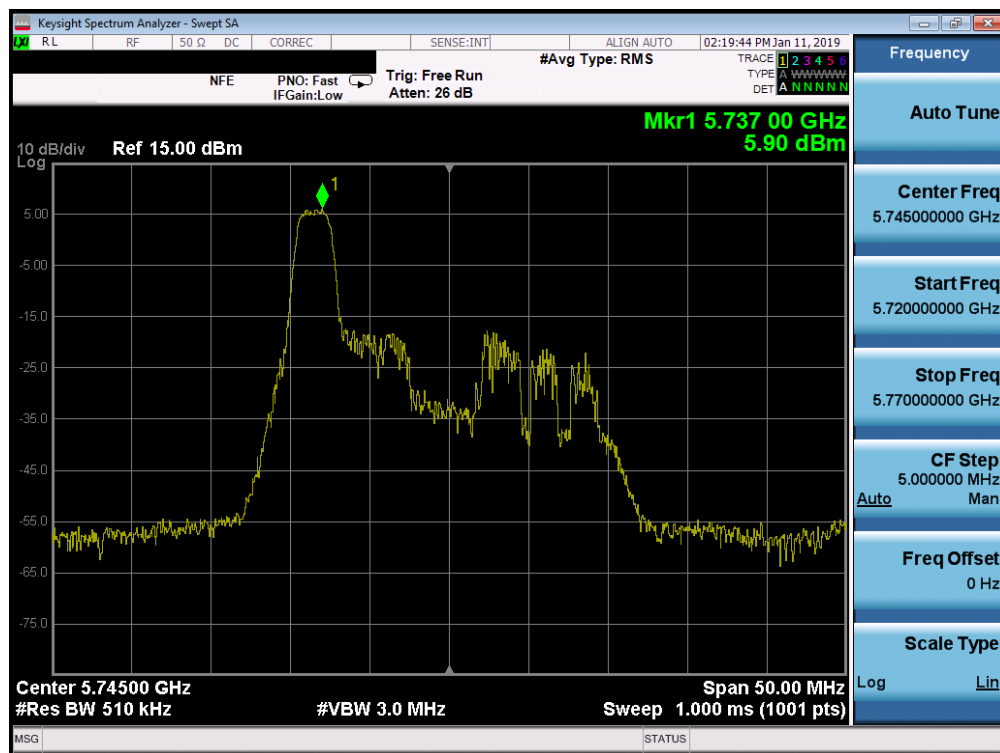 Keysight Spectrum Analyzer - Swept SA
LXI RL RF 50 Ω DC CORREC SENSE:INT ALIGN AUTO 02:19:44 PM Jan 11, 2019
NFE
PNO: Fast
IFGain:Low
Trig: Free Run
Atten: 26 dB
#Avg Type: RMS
TRACE 1 2 3 4 5 6
TYPE A WWWWW
DET A N N N N N
Mkr1 5.737 00 GHz
5.90 dBm
10 dB/div
Log
Ref 15.00 dBm
1
5.00
-5.00
-15.0
-25.0
-35.0
-45.0
-55.0
-65.0
-75.0
Center 5.74500 GHz
Span 50.00 MHz
#Res BW 510 kHz
#VBW 3.0 MHz
Sweep 1.000 ms (1001 pts)
MSG
STATUS
Frequency
Auto Tune
Center Freq
5.745000000 GHz
Start Freq
5.720000000 GHz
Stop Freq
5.770000000 GHz
CF Step
5.000000 MHz
Auto Man
Freq Offset
0 Hz
Scale Type
Log Lin